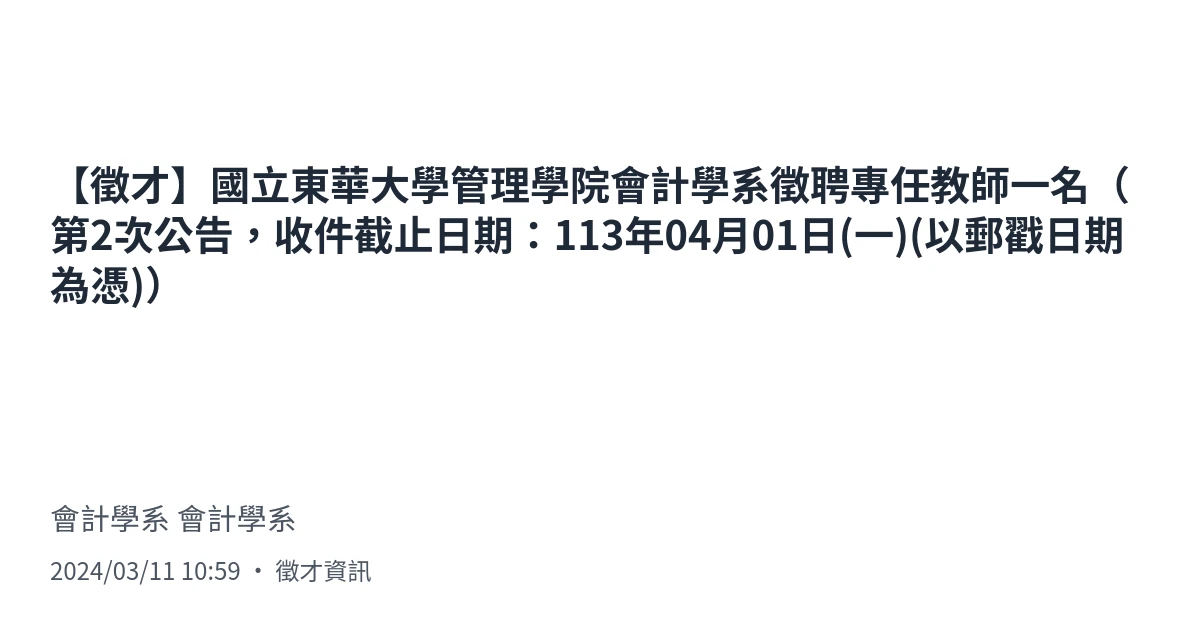 【徵才】國立東華大學管理學院會計學系徵聘專任教師一名（
第2次公告，收件截止日期：113年04月01日(一)(以郵戳日期
為憑)）
會計學系 會計學系
2024/03/11 10:59 ・ 徵才資訊